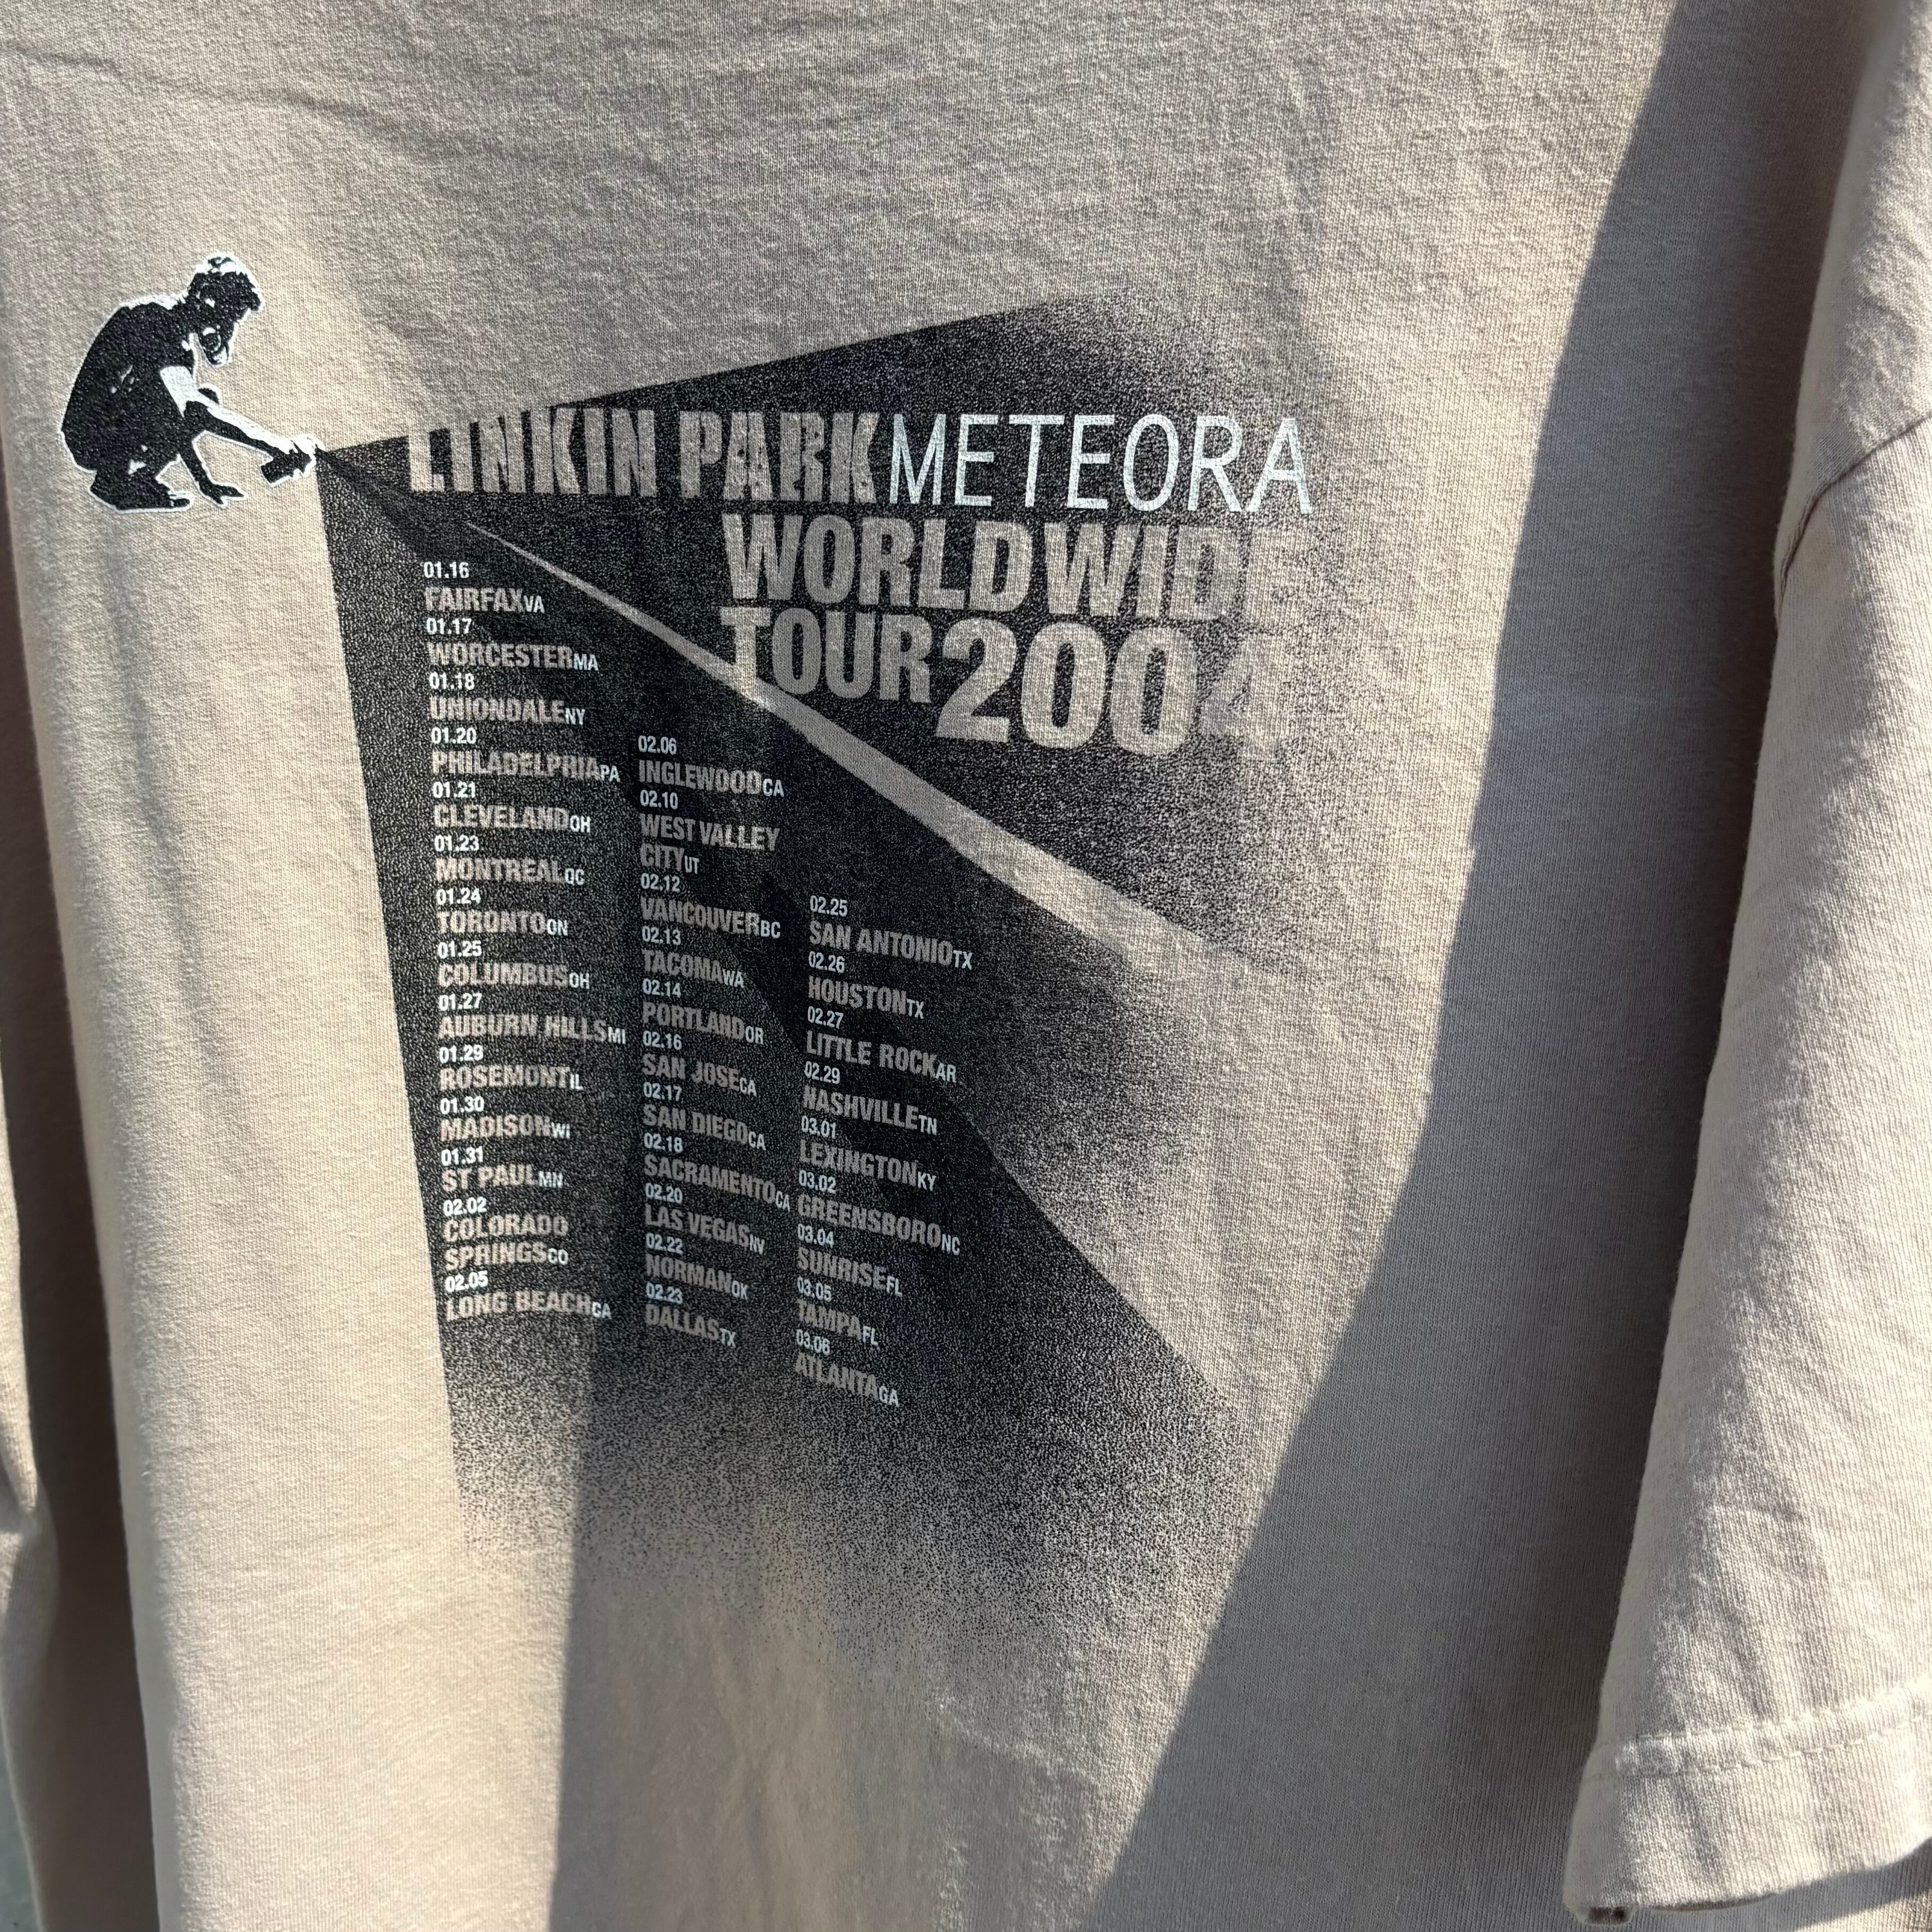 LINKIN PARK METEORA
WORLDWIDE
TOUR 2004
01.16
FAIRFAX VA
01.17
WORCESTER MA
01.18
UNIONDALE NY
01.20
PHILADELPHIA PA
01.21
CLEVELAND OH
01.23
MONTREAL QC
01.24
TORONTO ON
01.25
COLUMBUS OH
01.27
AUBURN HILLS MI
01.29
ROSEMONT IL
01.30
MADISON WI
01.31
ST PAUL MN
02.02
COLORADO
SPRINGS CO
02.05
LONG BEACH CA
02.06
INGLEWOOD CA
02.10
WEST VALLEY
CITY UT
02.12
VANCOUVER BC
02.13
TACOMA WA
02.14
PORTLAND OR
02.16
SAN JOSE CA
02.17
SAN DIEGO CA
02.18
SACRAMENTO CA
02.20
LAS VEGAS NV
02.22
NORMAN OK
02.23
DALLAS TX
02.25
SAN ANTONIO TX
02.26
HOUSTON TX
02.27
LITTLE ROCK AR
02.29
NASHVILLE TN
03.01
LEXINGTON KY
03.02
GREENSBORO NC
03.04
SUNRISE FL
03.05
TAMPA FL
03.06
ATLANTA GA